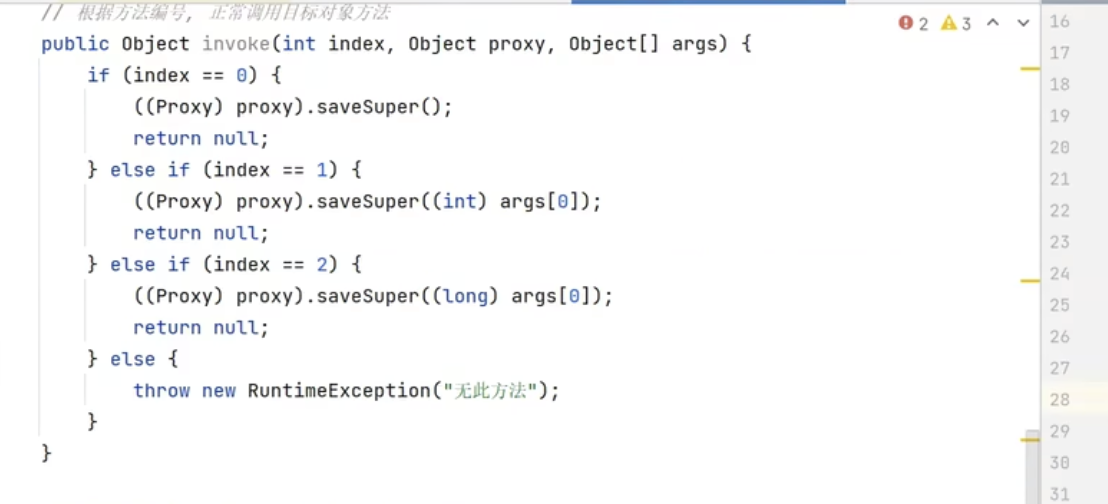 // 根据方法编号, 正常调用目标对象方法
public Object invoke(int index, Object proxy, Object[] args) {
    if (index == 0) {
        ((Proxy) proxy).saveSuper();
        return null;
    } else if (index == 1) {
        ((Proxy) proxy).saveSuper((int) args[0]);
        return null;
    } else if (index == 2) {
        ((Proxy) proxy).saveSuper((long) args[0]);
        return null;
    } else {
        throw new RuntimeException("无此方法");
    }
}
2 3
16
17
18
19
20
21
22
23
24
25
26
27
28
29
30
31